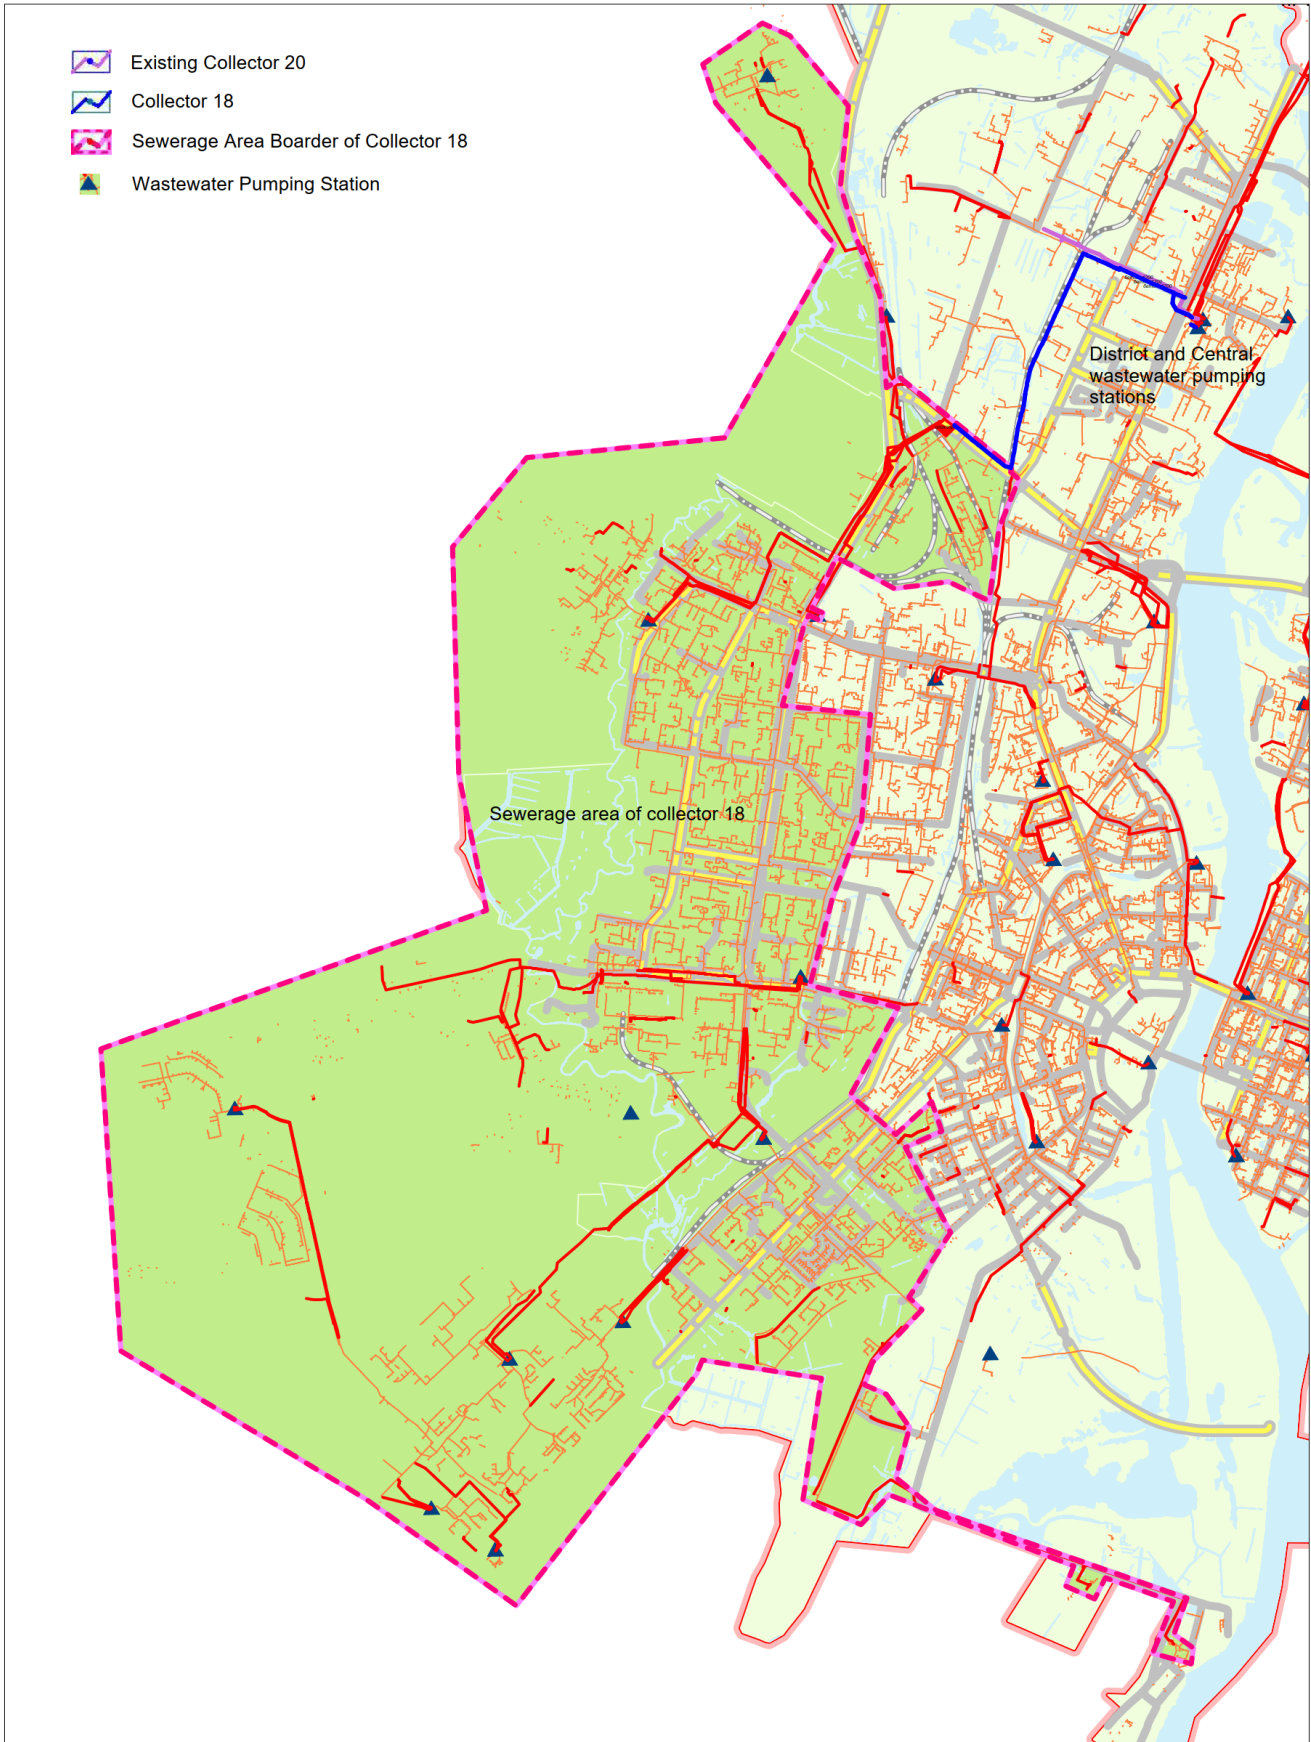 Existing Collector 20
Collector 18
Sewerage Area Boarder of Collector 18
Wastewater Pumping Station
District and Central
wastewater pumping
stations
Sewerage area of collector 18